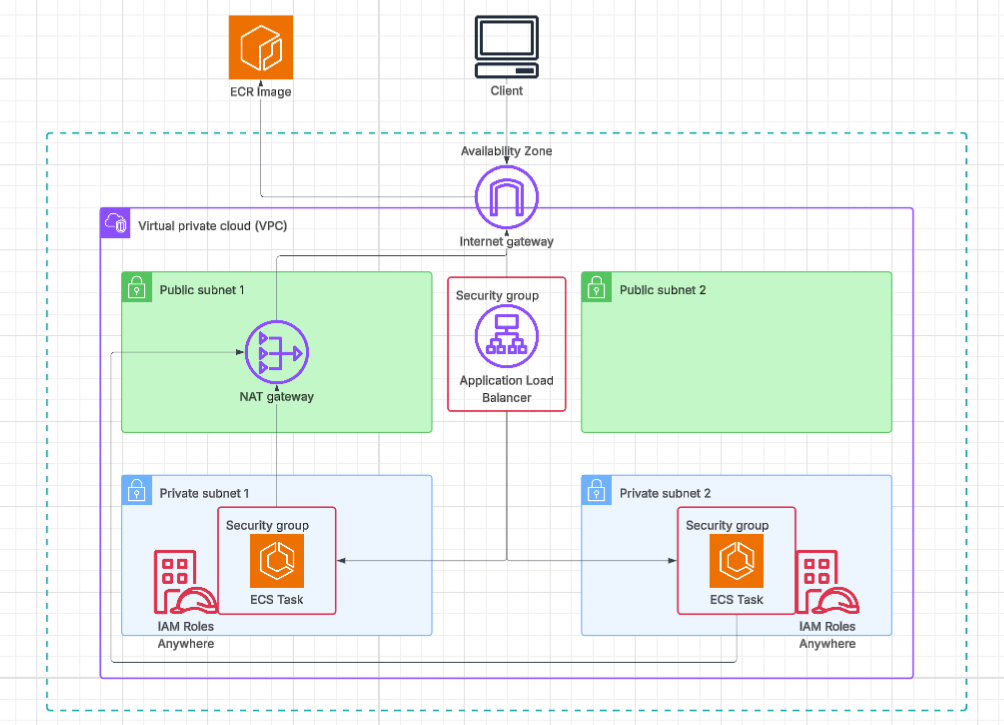 ECR Image
Client
Availability Zone
Virtual private cloud (VPC)
Internet gateway
Public subnet 1
Security group
Public subnet 2
Application Load
Balancer
NAT gateway
Private subnet 1
Private subnet 2
Security group
Security group
ECS Task
ECS Task
IAM Roles
Anywhere
IAM Roles
Anywhere